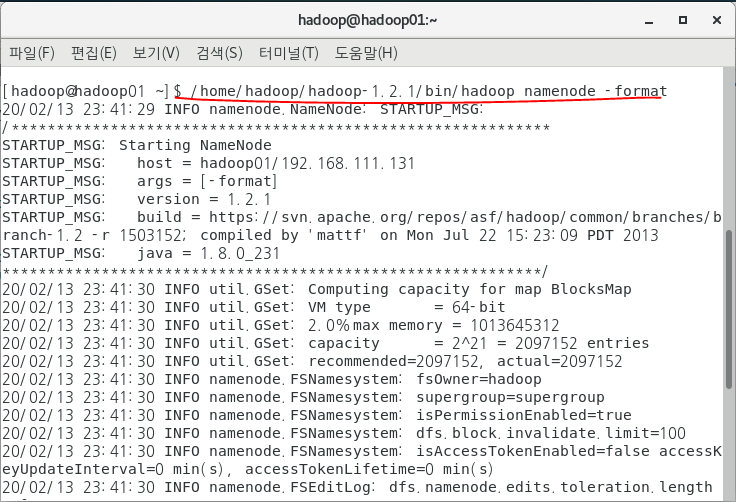 hadoop@hadoop01:~
파일(F) 편집(E) 보기(V) 검색(S) 터미널(T) 도움말(H)
[hadoop@hadoop01 ~]$ /home/hadoop/hadoop-1.2.1/bin/hadoop namenode -format
20/02/13 23:41:29 INFO namenode.NameNode: STARTUP_MSG:
/************************************************************
STARTUP_MSG: Starting NameNode
STARTUP_MSG:   host = hadoop01/192.168.111.131
STARTUP_MSG:   args = [-format]
STARTUP_MSG:   version = 1.2.1
STARTUP_MSG:   build = https://svn.apache.org/repos/asf/hadoop/common/branches/b
ranch-1.2 -r 1503152; compiled by 'mattf' on Mon Jul 22 15:23:09 PDT 2013
STARTUP_MSG:   java = 1.8.0_231
************************************************************/
20/02/13 23:41:30 INFO util.GSet: Computing capacity for map BlocksMap
20/02/13 23:41:30 INFO util.GSet: VM type       = 64-bit
20/02/13 23:41:30 INFO util.GSet: 2.0% max memory = 1013645312
20/02/13 23:41:30 INFO util.GSet: capacity      = 2^21 = 2097152 entries
20/02/13 23:41:30 INFO util.GSet: recommended=2097152, actual=2097152
20/02/13 23:41:30 INFO namenode.FSNamesystem: fsOwner=hadoop
20/02/13 23:41:30 INFO namenode.FSNamesystem: supergroup=supergroup
20/02/13 23:41:30 INFO namenode.FSNamesystem: isPermissionEnabled=true
20/02/13 23:41:30 INFO namenode.FSNamesystem: dfs.block.invalidate.limit=100
20/02/13 23:41:30 INFO namenode.FSNamesystem: isAccessTokenEnabled=false accessK
eyUpdateInterval=0 min(s), accessTokenLifetime=0 min(s)
20/02/13 23:41:30 INFO namenode.FSEditLog: dfs.namenode.edits.toleration.length